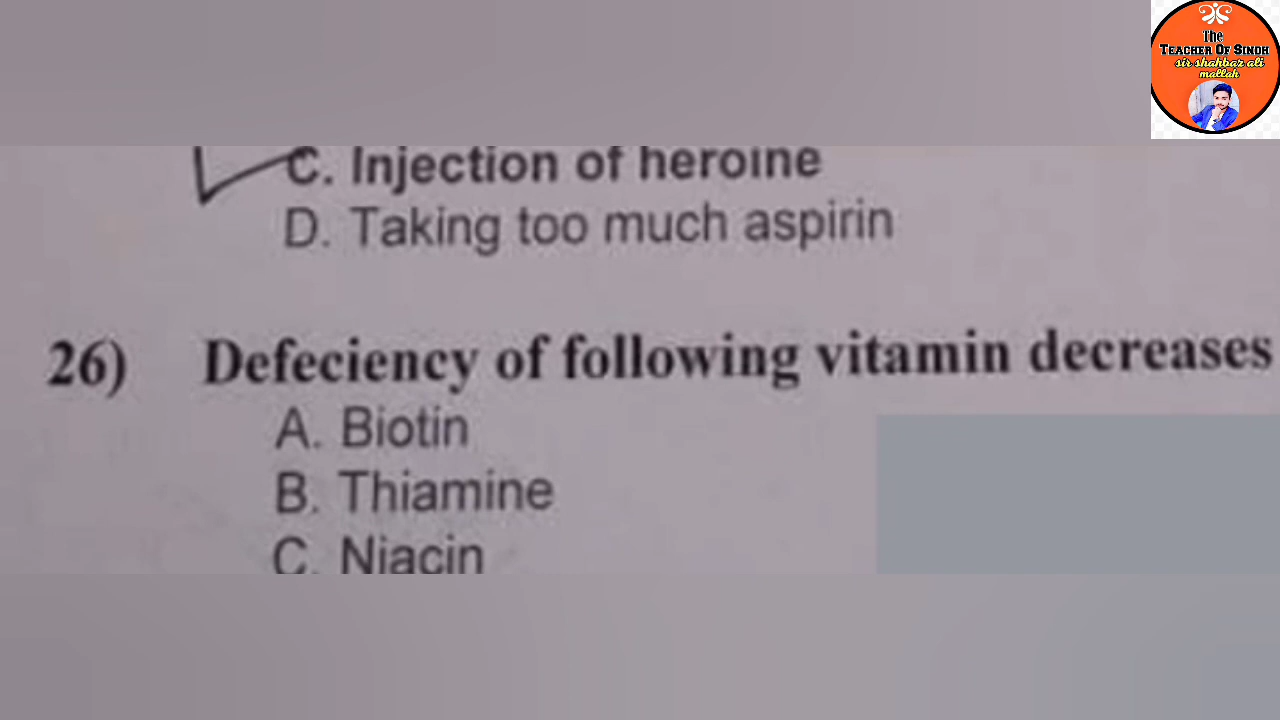 The
TEACHER OF SINDH
sir shahbaz ali
mallah
C. Injection of heroine
D. Taking too much aspirin
26) Defeciency of following vitamin decreases
A. Biotin
B. Thiamine
C. Niacin